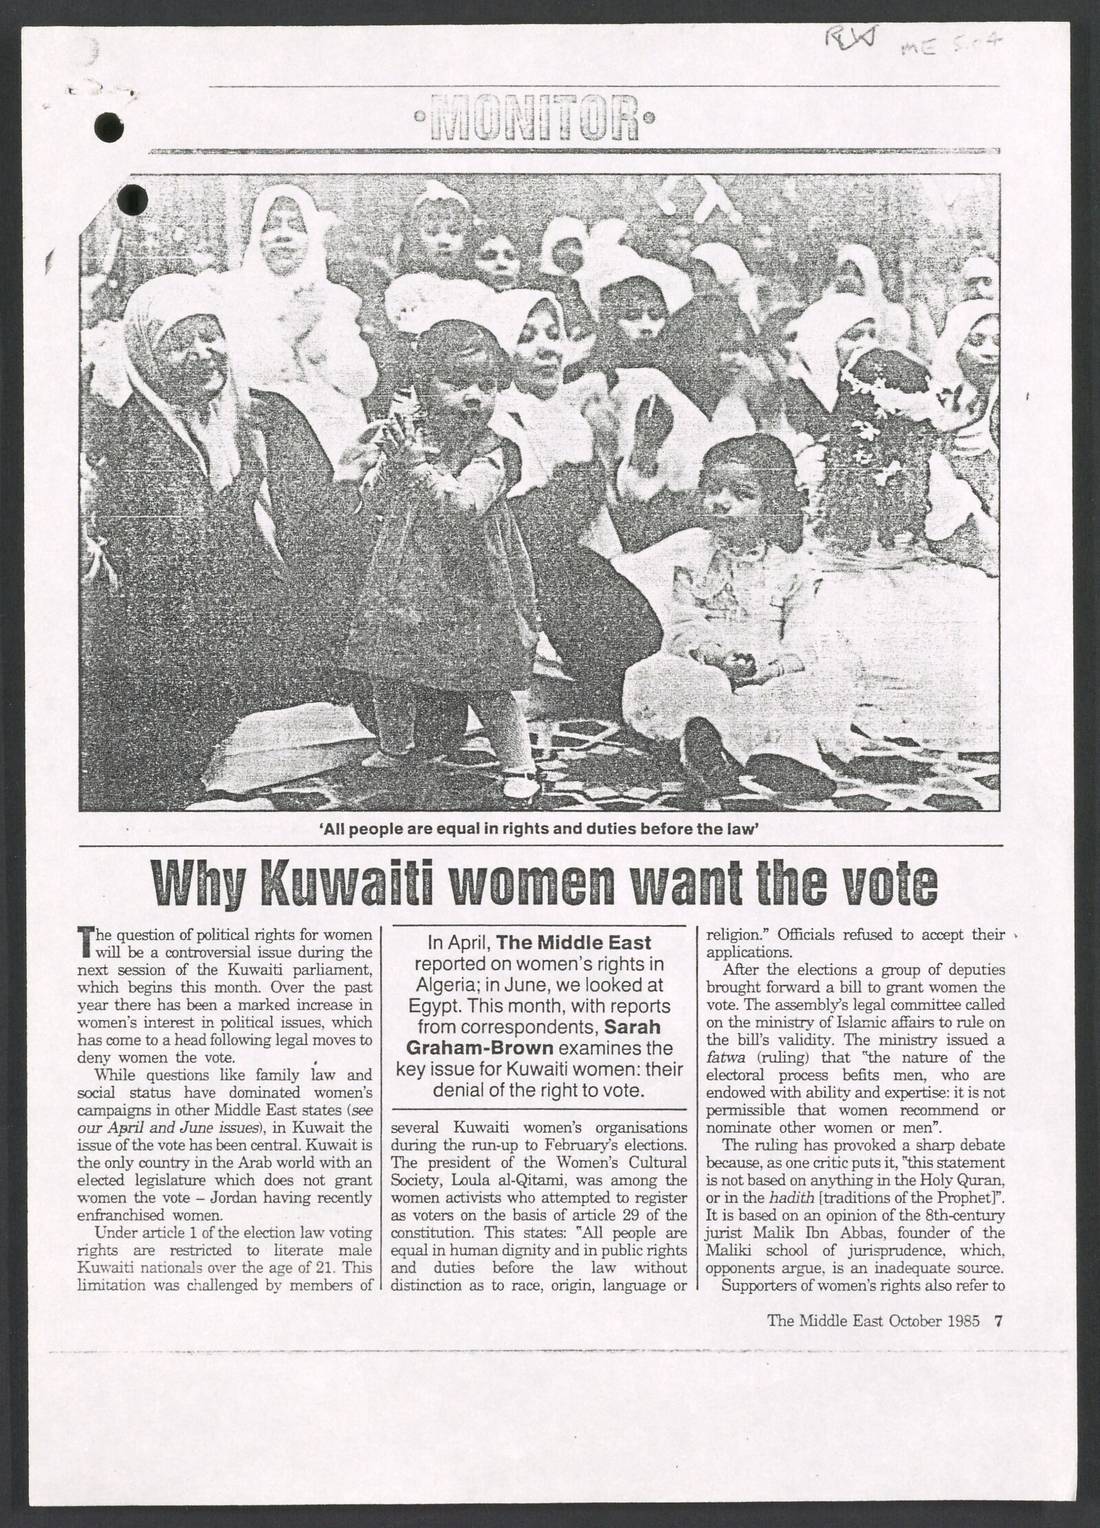 ME
·MONITOR·
'All people are equal in rights and duties before the law'
Why Kuwaiti women want the vote
The question of political rights for women
will be a controversial issue during the
next session of the Kuwaiti parliament,
which begins this month. Over the past
year there has been a marked increase in
women's interest in political issues, which
has come to a head following legal moves to
deny women the vote.
While questions like family law and
social status have dominated women's
campaigns in other Middle East states (see
our April and June issues), in Kuwait the
issue of the vote has been central. Kuwait is
the only country in the Arab world with an
elected legislature which does not grant
women the vote – Jordan having recently
enfranchised women.
Under article 1 of the election law voting
rights are restricted to literate male
Kuwaiti nationals over the age of 21. This
limitation was challenged by members of
In April, The Middle East
reported on women's rights in
Algeria; in June, we looked at
Egypt. This month, with reports
from correspondents, Sarah
Graham-Brown examines the
key issue for Kuwaiti women: their
denial of the right to vote.
several Kuwaiti women's organisations
during the run-up to February's elections.
The president of the Women's Cultural
Society, Loula al-Qitami, was among the
women activists who attempted to register
as voters on the basis of article 29 of the
constitution. This states: "All people are
equal in human dignity and in public rights
and duties before the law without
distinction as to race, origin, language or
religion." Officials refused to accept their
applications.
After the elections a group of deputies
brought forward a bill to grant women the
vote. The assembly's legal committee called
on the ministry of Islamic affairs to rule on
the bill's validity. The ministry issued a
fatwa (ruling) that "the nature of the
electoral process befits men, who are
endowed with ability and expertise: it is not
permissible that women recommend or
nominate other women or men".
The ruling has provoked a sharp debate
because, as one critic puts it, "this statement
is not based on anything in the Holy Quran,
or in the hadith [traditions of the Prophet]".
It is based on an opinion of the 8th-century
jurist Malik Ibn Abbas, founder of the
Maliki school of jurisprudence, which,
opponents argue, is an inadequate source.
Supporters of women's rights also refer to
The Middle East October 1985 7